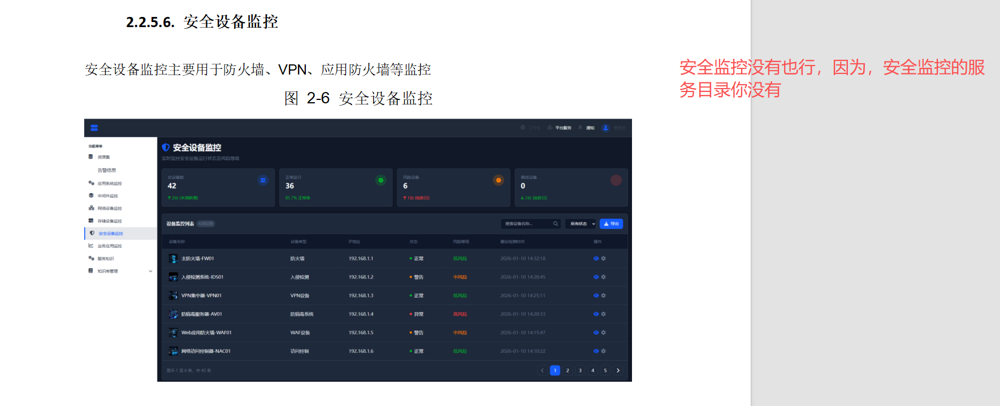 2.2.5.6. 安全设备监控
安全设备监控主要用于防火墙、VPN、应用防火墙等监控
安全监控没有也行，因为，安全监控的服
务目录你没有
图 2-6 安全设备监控
工作台 平台服务 通知 管理员
功能菜单
资源集
告警信息
应用系统监控
中间件监控
网络设备监控
存储设备监控
安全设备监控
业务应用监控
服务知识
知识库管理
安全设备监控
实时监控安全设备运行状态及风险等级
总设备数
42
2台 (本周新增)
正常运行
36
85.7% 正常率
风险设备
6
1台 (较昨日)
离线设备
0
2台 (较昨日)
设备监控列表 42条记录 搜索设备名称... 所有状态 导出
设备名称 设备类型 IP地址 状态 风险等级 最后检测时间 操作
主防火墙-FW01 防火墙 192.168.1.1 正常 低风险 2026-01-10 14:32:18
入侵检测系统-IDS01 入侵检测 192.168.1.2 警告 中风险 2026-01-10 14:28:45
VPN集中器-VPN01 VPN设备 192.168.1.3 正常 低风险 2026-01-10 14:25:11
防病毒服务器-AV01 防病毒系统 192.168.1.4 异常 高风险 2026-01-10 14:20:33
Web应用防火墙-WAF01 WAF设备 192.168.1.5 警告 中风险 2026-01-10 14:15:47
网络访问控制器-NAC01 访问控制 192.168.1.6 正常 低风险 2026-01-10 14:10:22
显示 1 至 6 条，共 42 条 1 2 3 4 5